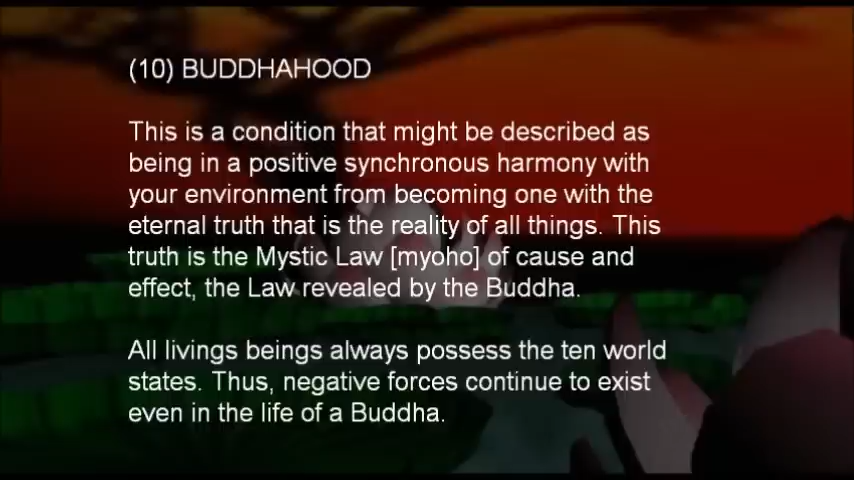 (10) BUDDHAHOOD
This is a condition that might be described as
being in a positive synchronous harmony with
your environment from becoming one with the
eternal truth that is the reality of all things. This
truth is the Mystic Law [myoho] of cause and
effect, the Law revealed by the Buddha.
All livings beings always possess the ten world
states. Thus, negative forces continue to exist
even in the life of a Buddha.